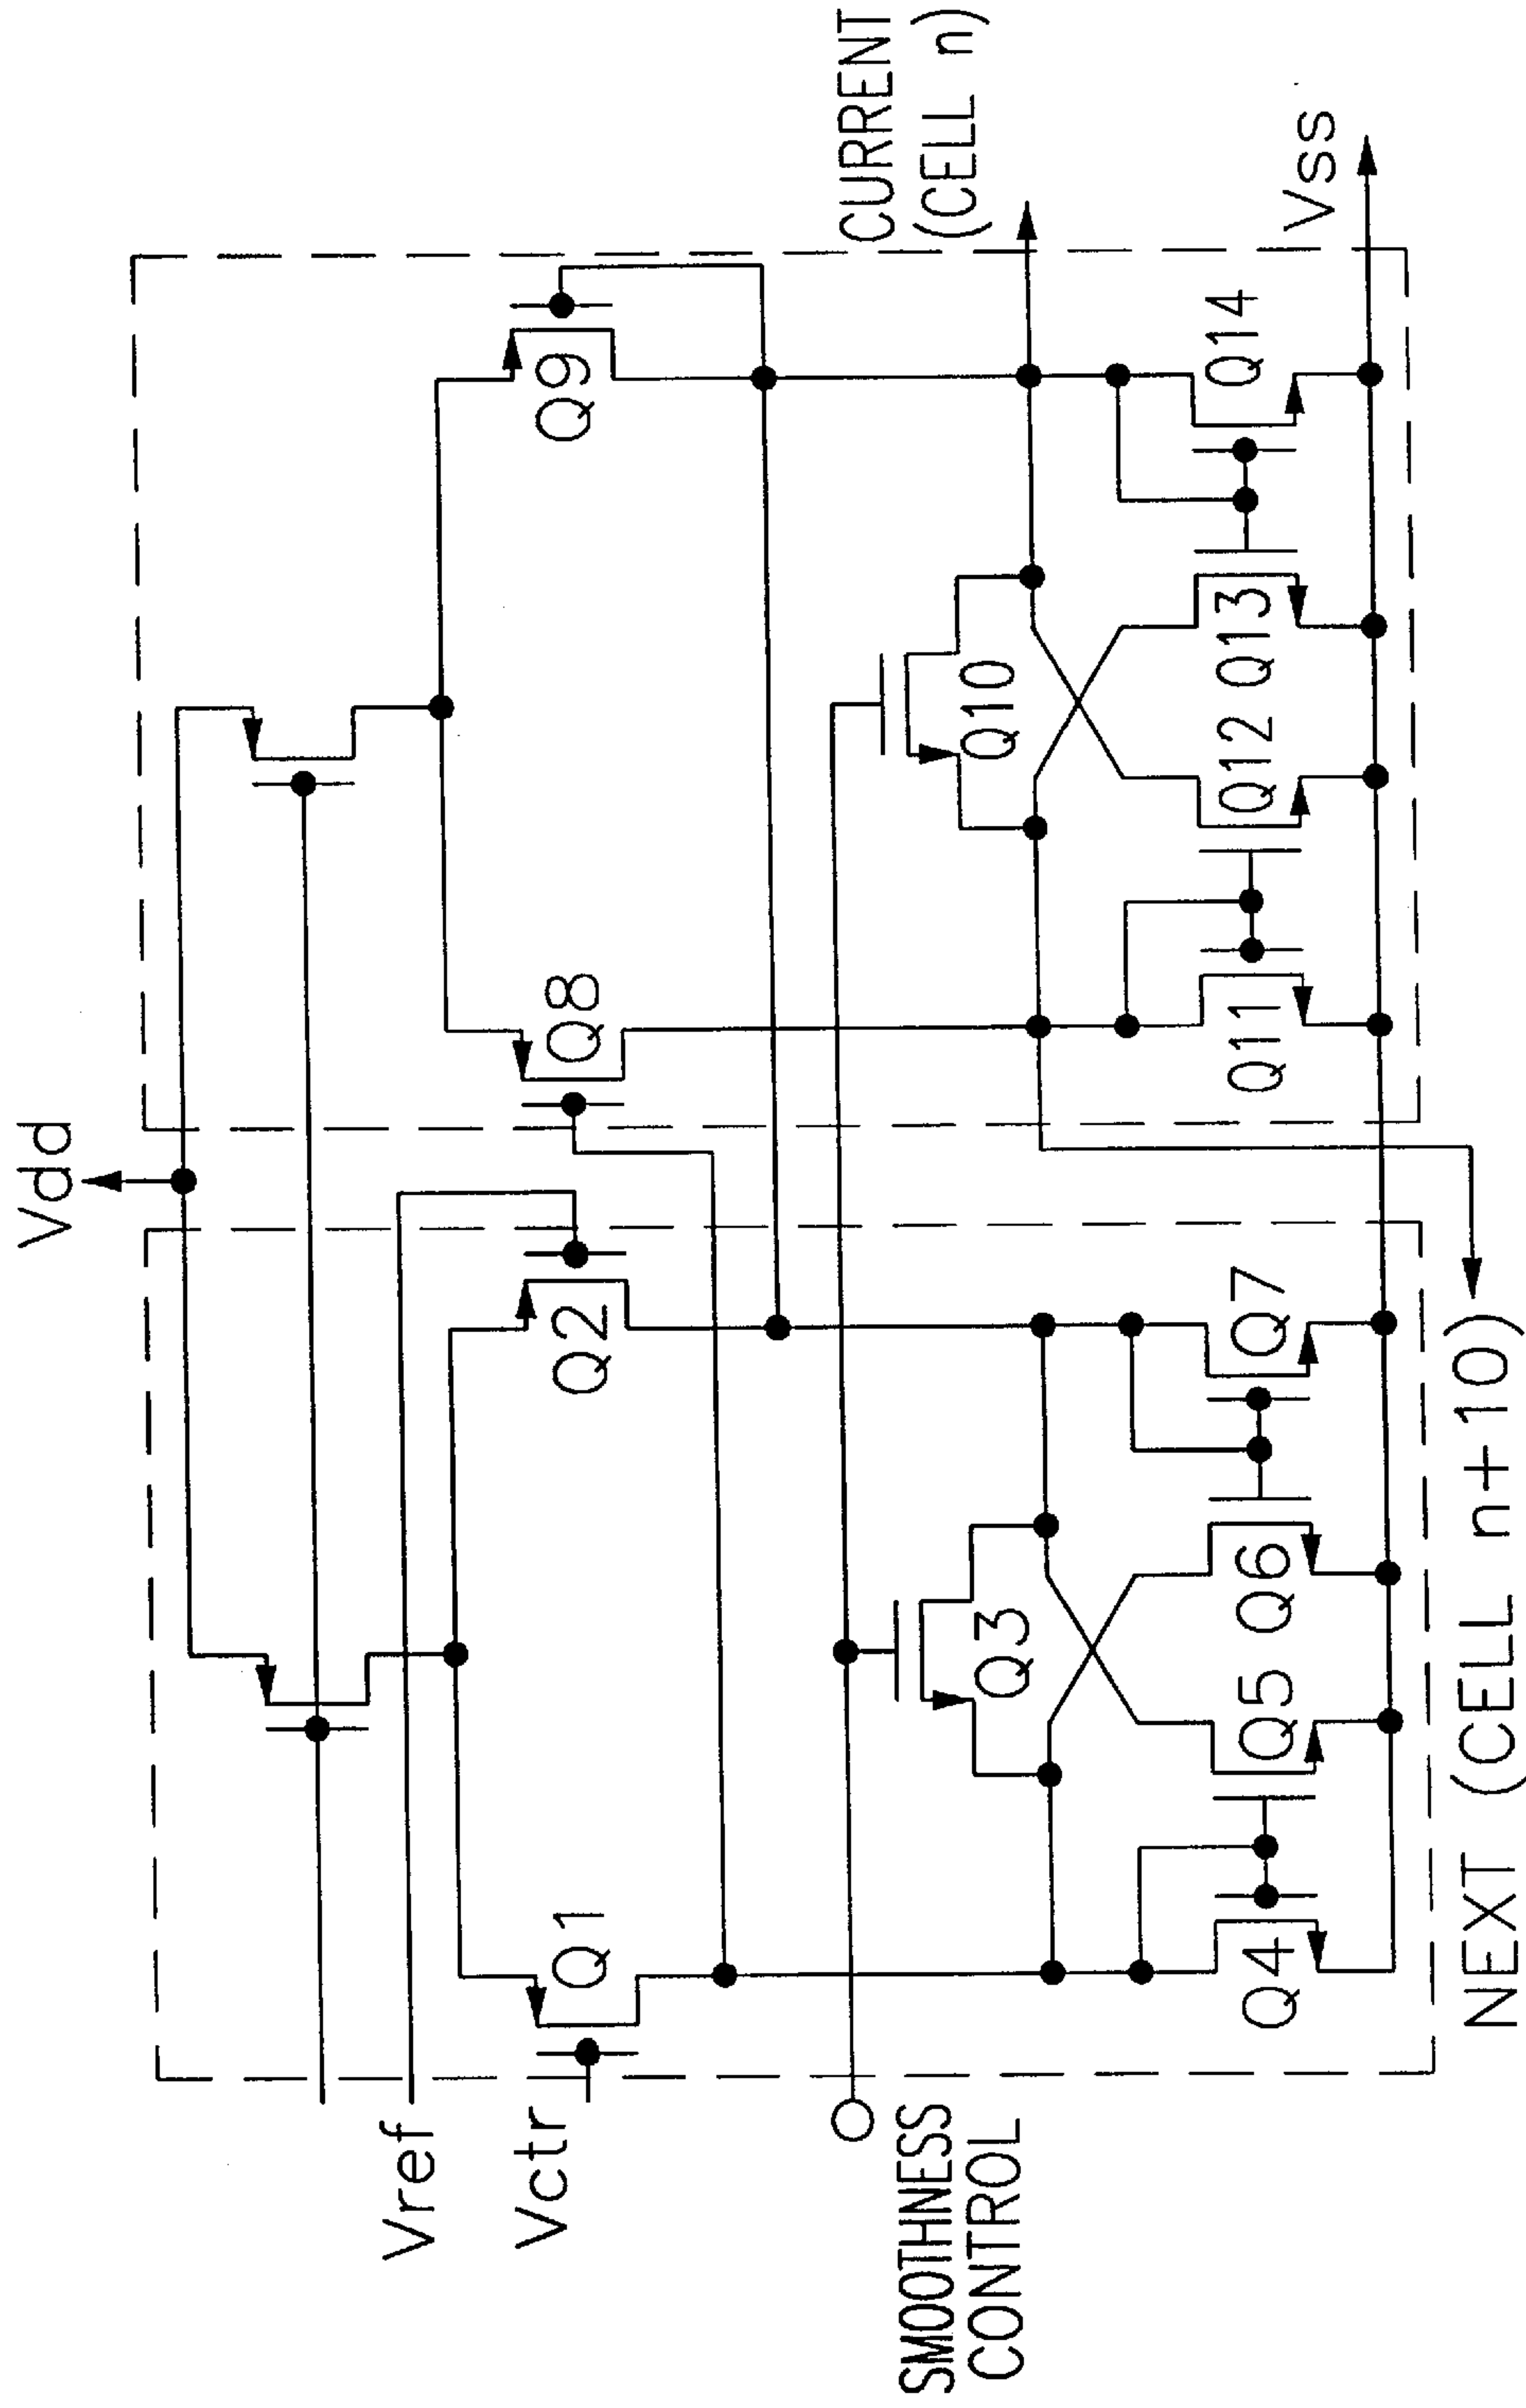 Vdd
Vref
Vctr
Q1
Q2
Q8
Q9
SMOOTHNESS
CONTROL
CURRENT
(CELL n)
Q3
Q10
Q4
Q5
Q6
Q7
Q11
Q12
Q13
Q14
Vss
NEXT (CELL n+10)